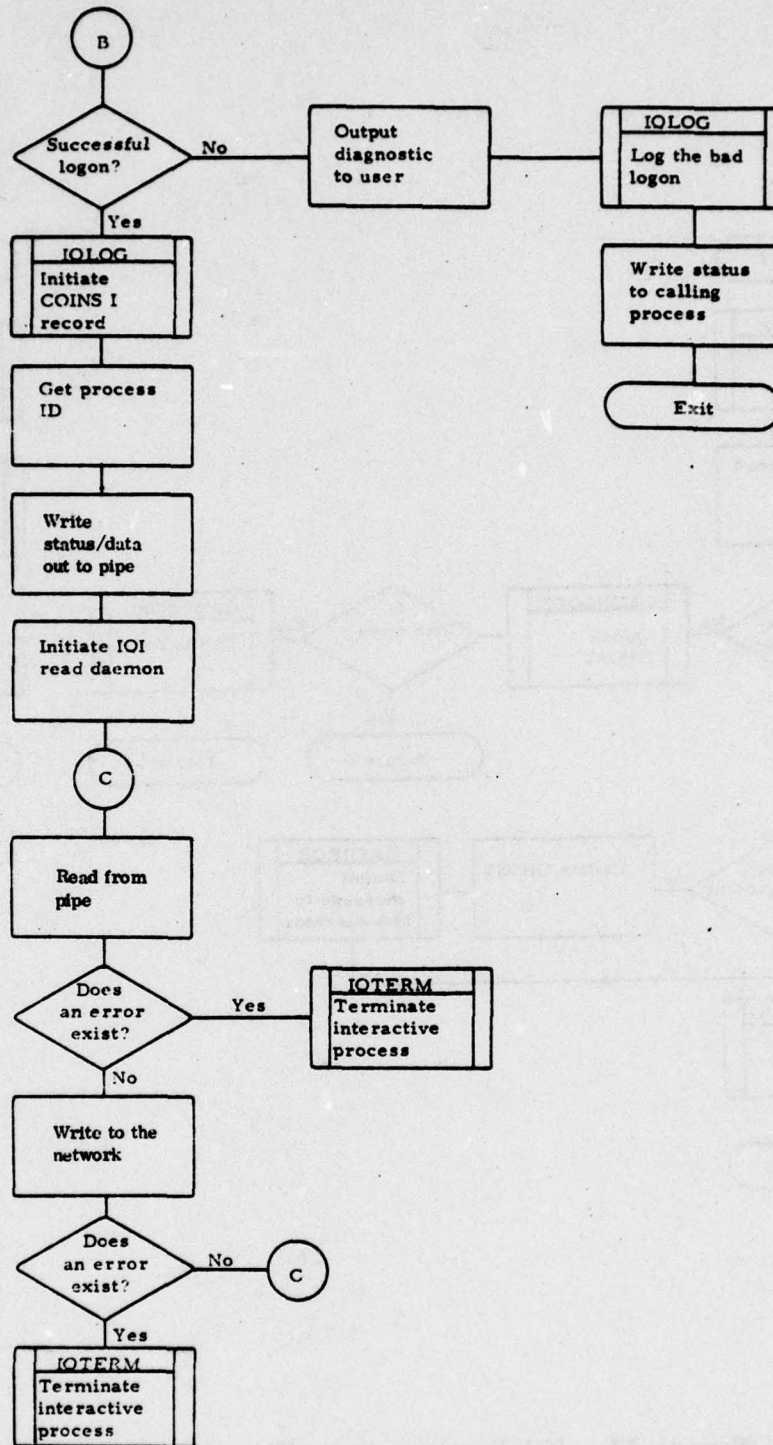 B
Successful
logon?
No
Output
diagnostic
to user
IOLOG
Log the bad
logon
Yes
IOLOG
Initiate
COINS I
record
Write status
to calling
process
Get process
ID
Exit
Write
status/data
out to pipe
Initiate IOI
read daemon
C
Read from
pipe
Does
an error
exist?
Yes
IOTERM
Terminate
interactive
process
No
Write to the
network
Does
an error
exist?
No
C
Yes
IOTERM
Terminate
interactive
process